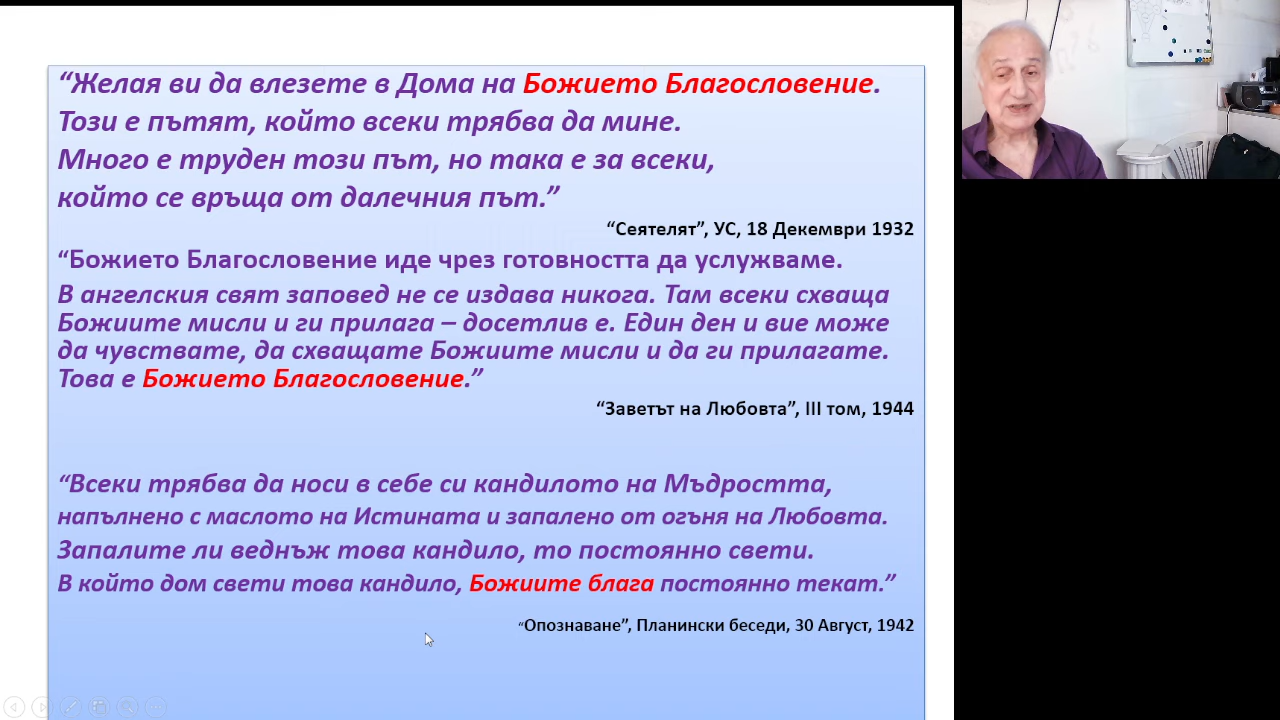 “Желая ви да влезете в Дома на Божието Благословение.
Този е пътят, който всеки трябва да мине.
Много е труден този път, но така е за всеки,
който се връща от далечния път.”
“Сеятелят”, УС, 18 Декември 1932
“Божието Благословение иде чрез готовността да услужваме.
В ангелския свят заповед не се издава никога. Там всеки схваща
Божиите мисли и ги прилага – досетлив е. Един ден и вие може
да чувствате, да схващате Божиите мисли и да ги прилагате.
Това е Божието Благословение.”
“Заветът на Любовта”, III том, 1944
“Всеки трябва да носи в себе си кандилото на Мъдростта,
напълнено с маслото на Истината и запалено от огъня на Любовта.
Запалите ли веднъж това кандило, то постоянно свети.
В който дом свети това кандило, Божиите блага постоянно текат.”
“Опознаване”, Планински беседи, 30 Август, 1942